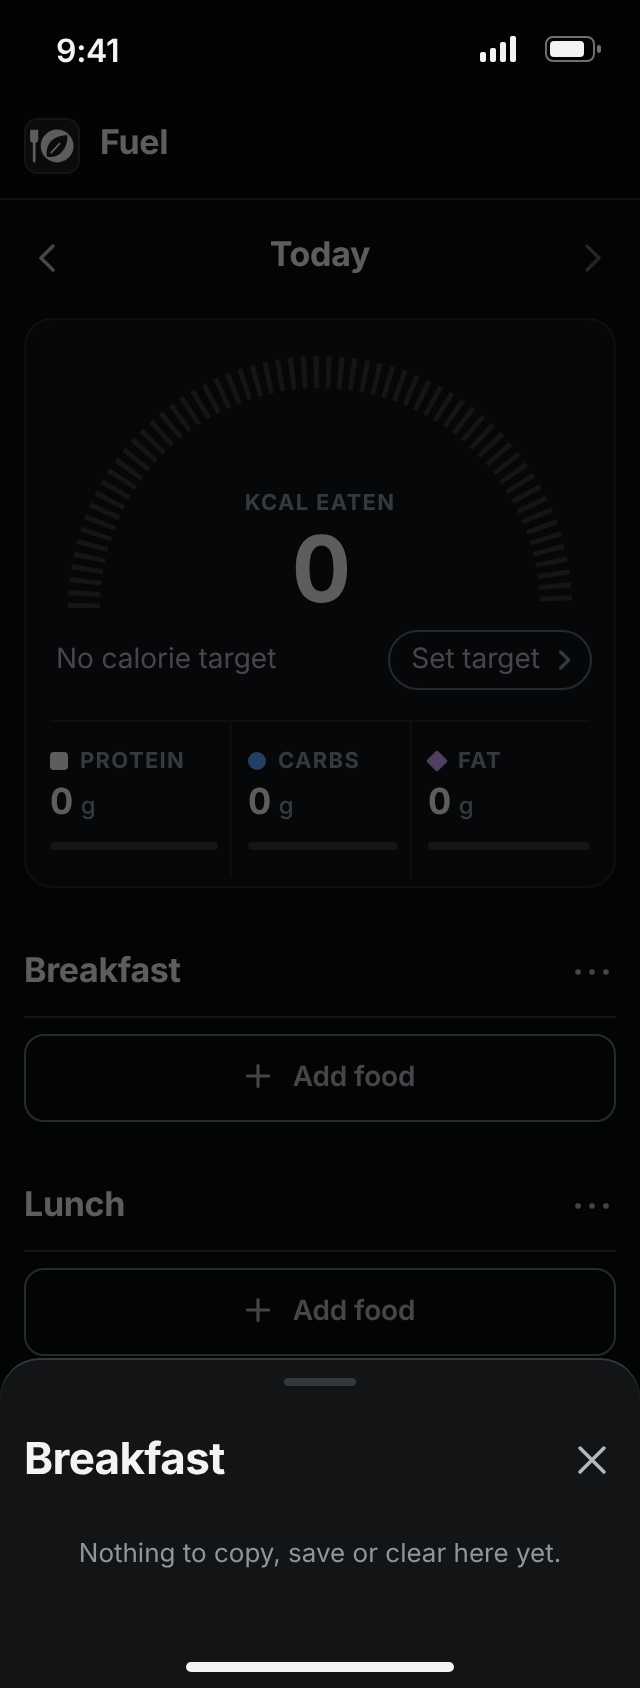 9:41
Fuel
Today
KCAL EATEN
0
No calorie target
Set target
PROTEIN
CARBS
FAT
0 g
0 g
0 g
Breakfast
Add food
Lunch
Add food
Breakfast
Nothing to copy, save or clear here yet.